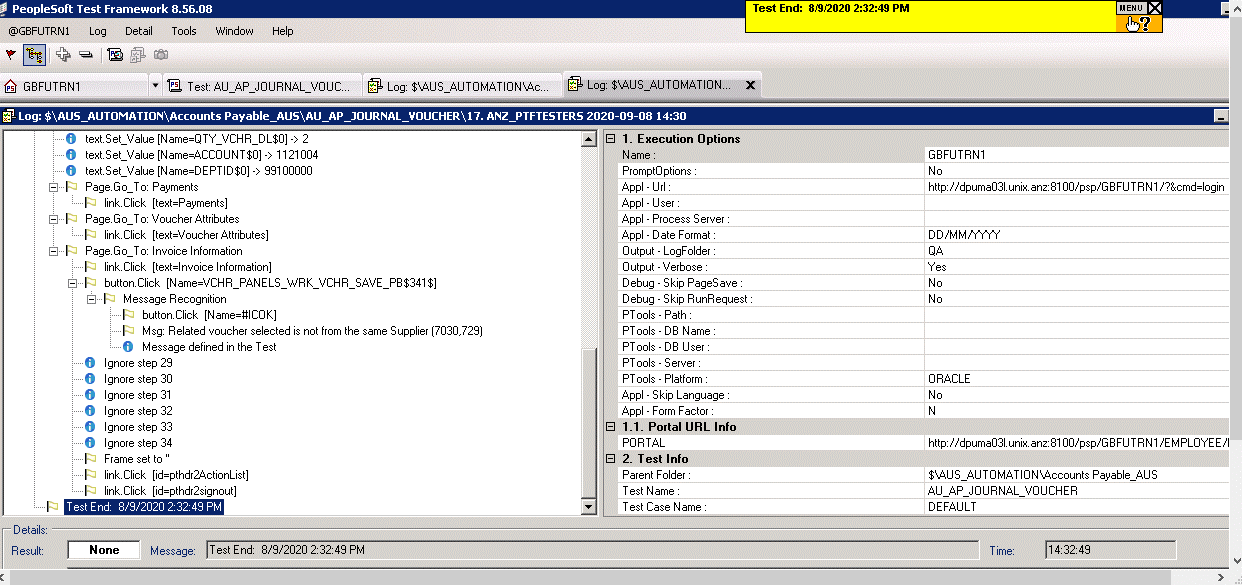 PeopleSoft Test Framework 8.56.08
Test End: 8/9/2020 2:32:49 PM
MENU
@GBFUTRN1 Log Detail Tools Window Help
GBFUTRN1 Test: AU_AP_JOURNAL_VOUC... Log: $\AUS_AUTOMATION\Ac... Log: $\AUS_AUTOMATION...
Log: $\AUS_AUTOMATION\Accounts Payable_AUS\AU_AP_JOURNAL_VOUCHER\17. ANZ_PTFTESTERS 2020-09-08 14:30
text.Set_Value [Name=QTY_VCHR_DL$0] -> 2
text.Set_Value [Name=ACCOUNT$0] -> 1121004
text.Set_Value [Name=DEPTID$0] -> 99100000
Page.Go_To: Payments
link.Click [text=Payments]
Page.Go_To: Voucher Attributes
link.Click [text=Voucher Attributes]
Page.Go_To: Invoice Information
link.Click [text=Invoice Information]
button.Click [Name=VCHR_PANELS_WRK_VCHR_SAVE_PB$341$]
Message Recognition
button.Click [Name=#ICOK]
Msg: Related voucher selected is not from the same Supplier (7030,729)
Message defined in the Test
Ignore step 29
Ignore step 30
Ignore step 31
Ignore step 32
Ignore step 33
Ignore step 34
Frame set to ''
link.Click [id=pthdr2ActionList]
link.Click [id=pthdr2signout]
Test End: 8/9/2020 2:32:49 PM
1. Execution Options
Name : GBFUTRN1
PromptOptions : No
Appl - Url : http://dpuma03l.unix.anz:8100/psp/GBFUTRN1/?&cmd=login
Appl - User :
Appl - Process Server :
Appl - Date Format : DD/MM/YYYY
Output - LogFolder : QA
Output - Verbose : Yes
Debug - Skip PageSave : No
Debug - Skip RunRequest : No
PTools - Path :
PTools - DB Name :
PTools - DB User :
PTools - Server :
PTools - Platform : ORACLE
Appl - Skip Language : No
Appl - Form Factor : N
1.1. Portal URL Info
PORTAL http://dpuma03l.unix.anz:8100/psp/GBFUTRN1/EMPLOYEE/
2. Test Info
Parent Folder : $\AUS_AUTOMATION\Accounts Payable_AUS
Test Name : AU_AP_JOURNAL_VOUCHER
Test Case Name : DEFAULT
Details:
Result: None Message: Test End: 8/9/2020 2:32:49 PM Time: 14:32:49